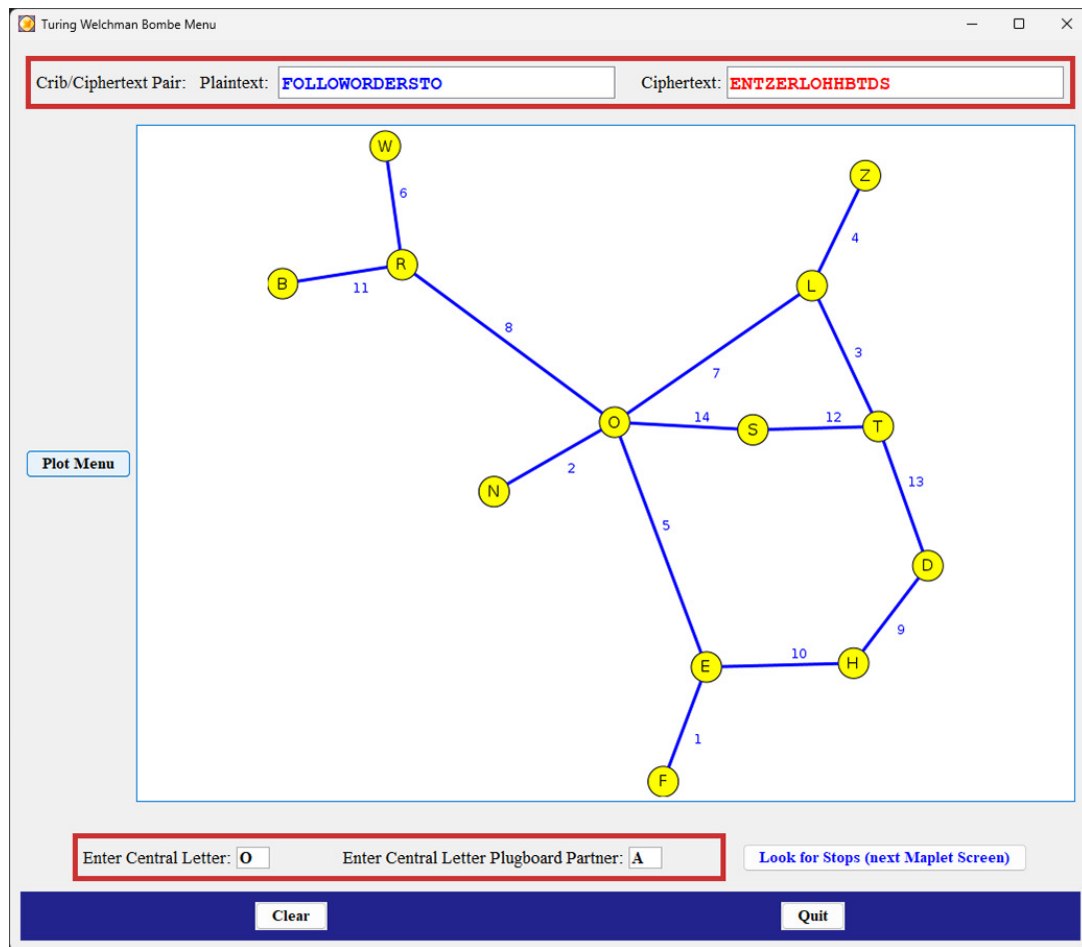 Turing Welchman Bombe Menu
Crib/Ciphertext Pair: Plaintext: FOLLOWORDERSTO Ciphertext: ENTZERLOHHBTDS
W
Z
6
4
R
L
B
11
8
3
7
O
14
S
12
T
Plot Menu
2
13
N
5
D
9
10
E
H
1
F
Enter Central Letter: O Enter Central Letter Plugboard Partner: A Look for Stops (next Maplet Screen)
Clear Quit